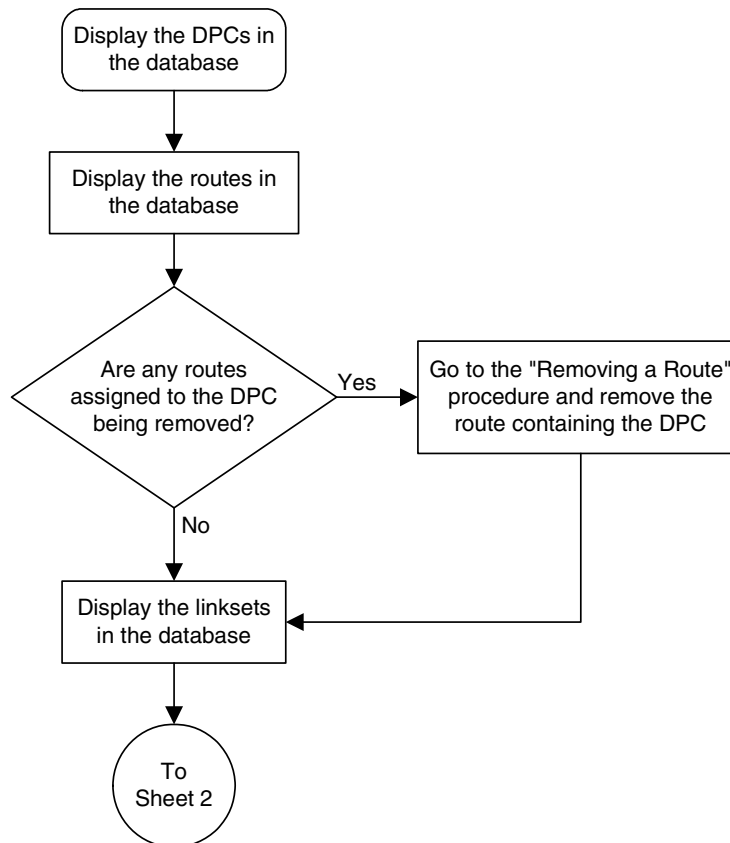 Display the DPCs in
the database
Display the routes in
the database
Are any routes
assigned to the DPC
being removed?
Yes
Go to the "Removing a Route"
procedure and remove the
route containing the DPC
No
Display the linksets
in the database
To
Sheet 2